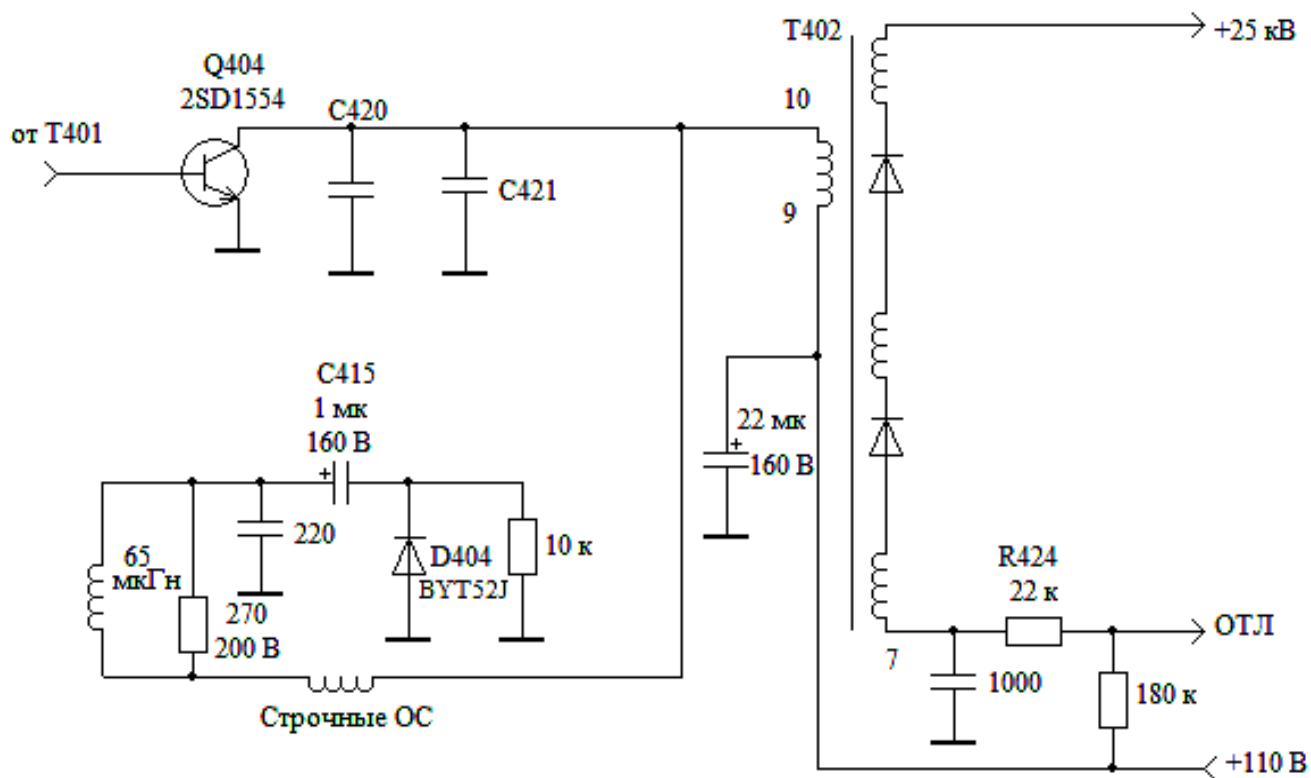 T402
+25 кВ
Q404
2SD1554
C420
10
от T401
C421
9
C415
1 мк
160 В
+
22 мк
+
160 В
65
мкГн
220
D404
BYT52J
10 к
270
200 В
R424
22 к
ОТЛ
7
1000
180 к
Строчные ОС
+110 В